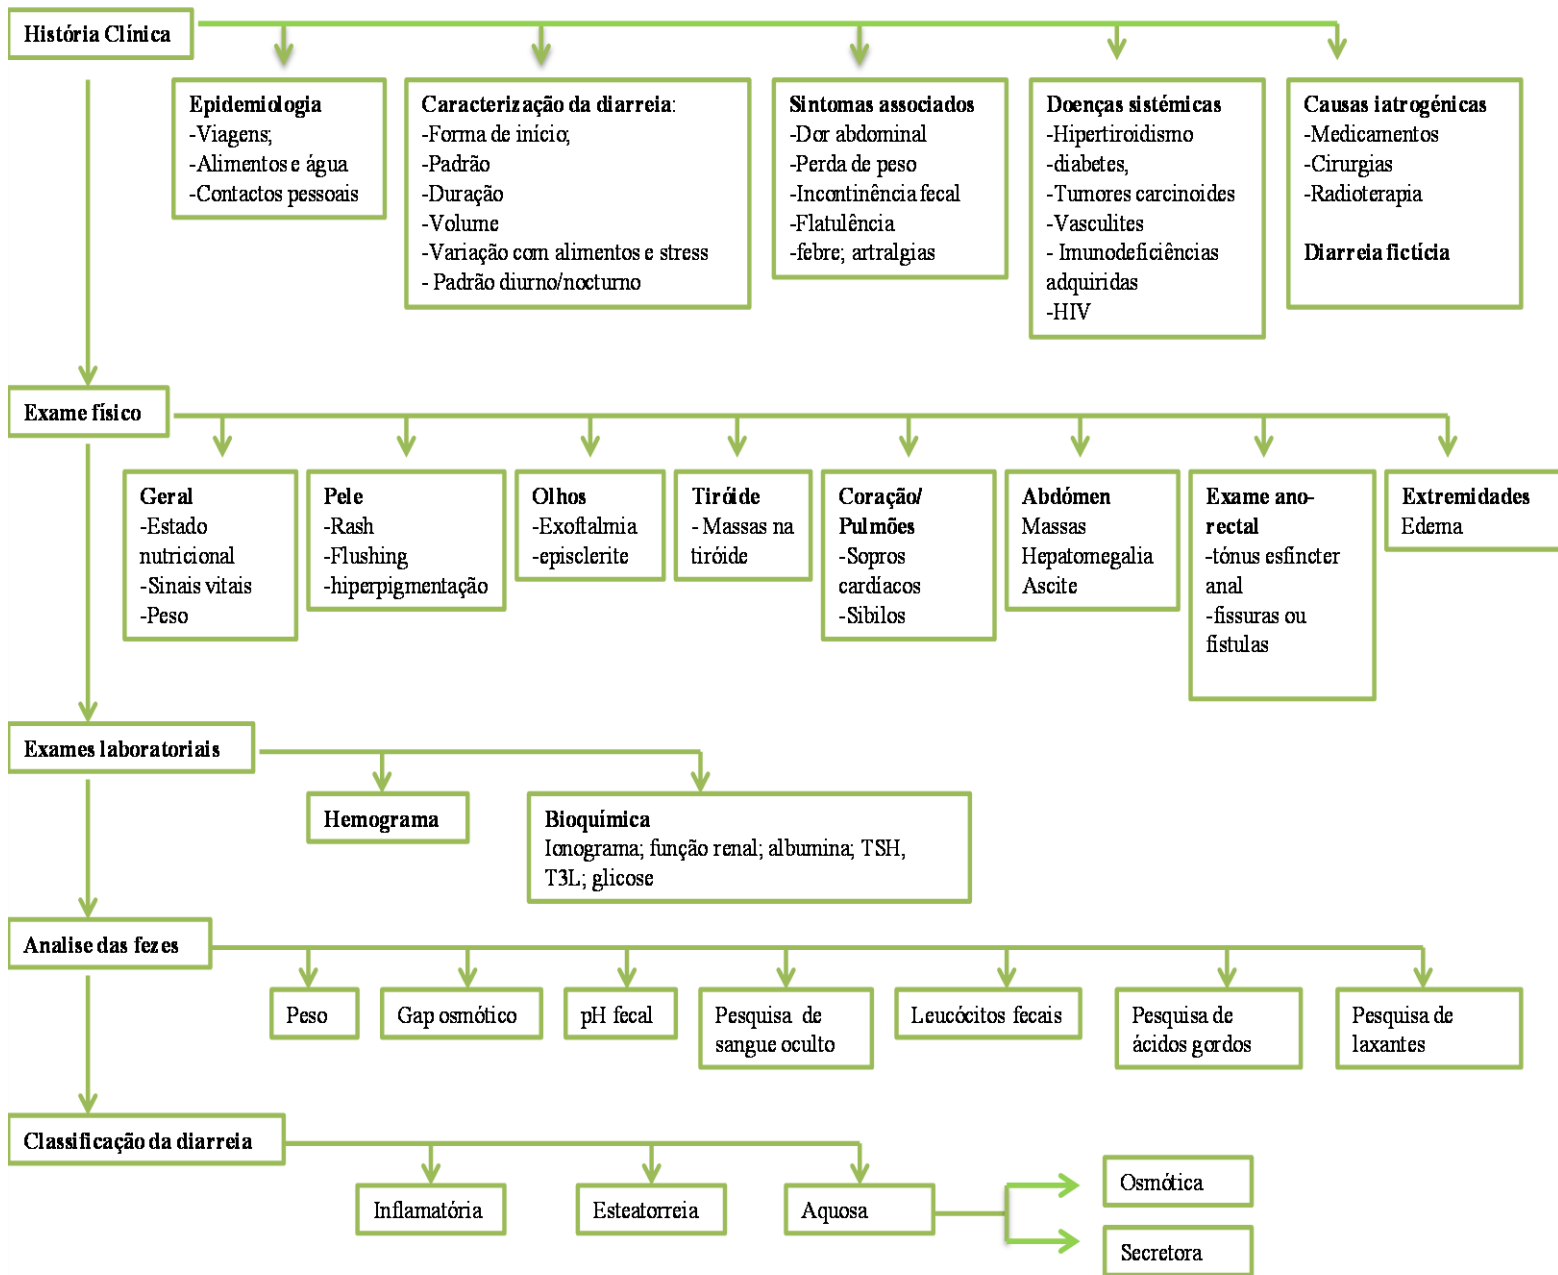 História Clínica
Epidemiologia
-Viagens;
-Alimentos e água
-Contactos pessoais
Caracterização da diarreia:
-Forma de início;
-Padrão
-Duração
-Volume
-Variação com alimentos e stress
- Padrão diurno/nocturno
Sintomas associados
-Dor abdominal
-Perda de peso
-Incontinência fecal
-Flatulência
-febre; artralgias
Doenças sistémicas
-Hipertiroidismo
-diabetes,
-Tumores carcinoides
-Vasculites
- Imunodeficiências
adquiridas
-HIV
Causas iatrogénicas
-Medicamentos
-Cirurgias
-Radioterapia
Diarreia fictícia
Exame físico
Geral
-Estado
nutricional
-Sinais vitais
-Peso
Pele
-Rash
-Flushing
-hiperpigmentação
Olhos
-Exoftalmia
-episclerite
Tiróide
- Massas na
tiróide
Coração/
Pulmões
-Sopros
cardíacos
-Sibilos
Abdómen
Massas
Hepatomegalia
Ascite
Exame ano-
rectal
-tónus esfíncter
anal
-fissuras ou
fistulas
Extremidades
Edema
Exames laboratoriais
Hemograma
Bioquímica
Ionograma; função renal; albumina; TSH,
T3L; glicose
Analise das fezes
Peso
Gap osmótico
pH fecal
Pesquisa de
sangue oculto
Leucócitos fecais
Pesquisa de
ácidos gordos
Pesquisa de
laxantes
Classificação da diarreia
Inflamatória
Esteatorreia
Aquosa
Osmótica
Secretora